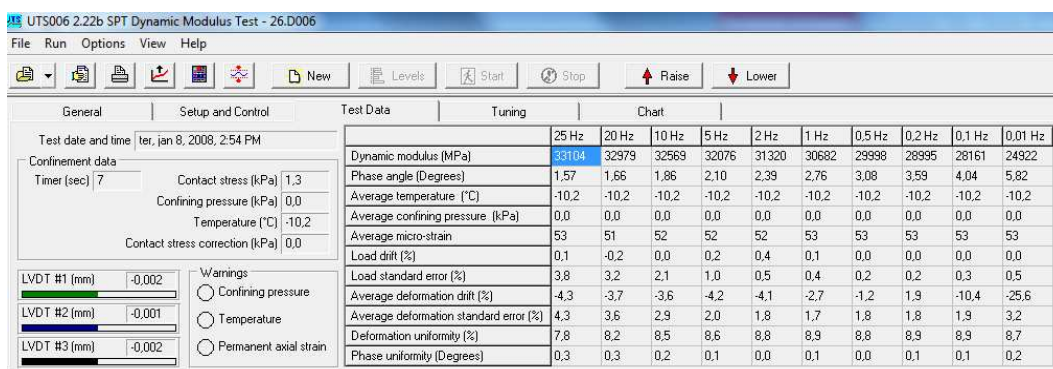 UTS006 2.22b SPT Dynamic Modulus Test - 26.D006
File Run Options View Help
New Levels Start Stop Raise Lower
General Setup and Control Test Data Tuning Chart
Test date and time ter, jan 8, 2008, 2:54 PM
Confinement data
Timer (sec) 7 Contact stress (kPa) 1,3
Confining pressure (kPa) 0,0
Temperature (°C) -10,2
Contact stress correction (kPa) 0,0
LVDT #1 (mm) -0,002
LVDT #2 (mm) -0,001
LVDT #3 (mm) -0,002
Warnings
Confining pressure
Temperature
Permanent axial strain
25 Hz 20 Hz 10 Hz 5 Hz 2 Hz 1 Hz 0,5 Hz 0,2 Hz 0,1 Hz 0,01 Hz
Dynamic modulus (MPa) 33104 32979 32569 32076 31320 30682 29998 28995 28161 24922
Phase angle (Degrees) 1,57 1,66 1,86 2,10 2,39 2,76 3,08 3,59 4,04 5,82
Average temperature (°C) -10,2 -10,2 -10,2 -10,2 -10,2 -10,2 -10,2 -10,2 -10,2 -10,2
Average confining pressure (kPa) 0,0 0,0 0,0 0,0 0,0 0,0 0,0 0,0 0,0 0,0
Average micro-strain 53 51 52 52 52 53 53 53 53 53
Load drift (%) 0,1 -0,2 0,0 0,2 0,4 0,1 0,0 0,0 0,0 0,0
Load standard error (%) 3,8 3,2 2,1 1,0 0,5 0,4 0,2 0,2 0,3 0,5
Average deformation drift (%) -4,3 -3,7 -3,6 -4,2 -4,1 -2,7 -1,2 1,9 -10,4 -25,6
Average deformation standard error (%) 4,3 3,6 2,9 2,0 1,8 1,7 1,8 1,8 1,9 3,2
Deformation uniformity (%) 7,8 8,2 8,5 8,6 8,8 8,9 8,8 8,9 8,9 8,7
Phase uniformity (Degrees) 0,3 0,3 0,2 0,1 0,0 0,1 0,0 0,1 0,1 0,2